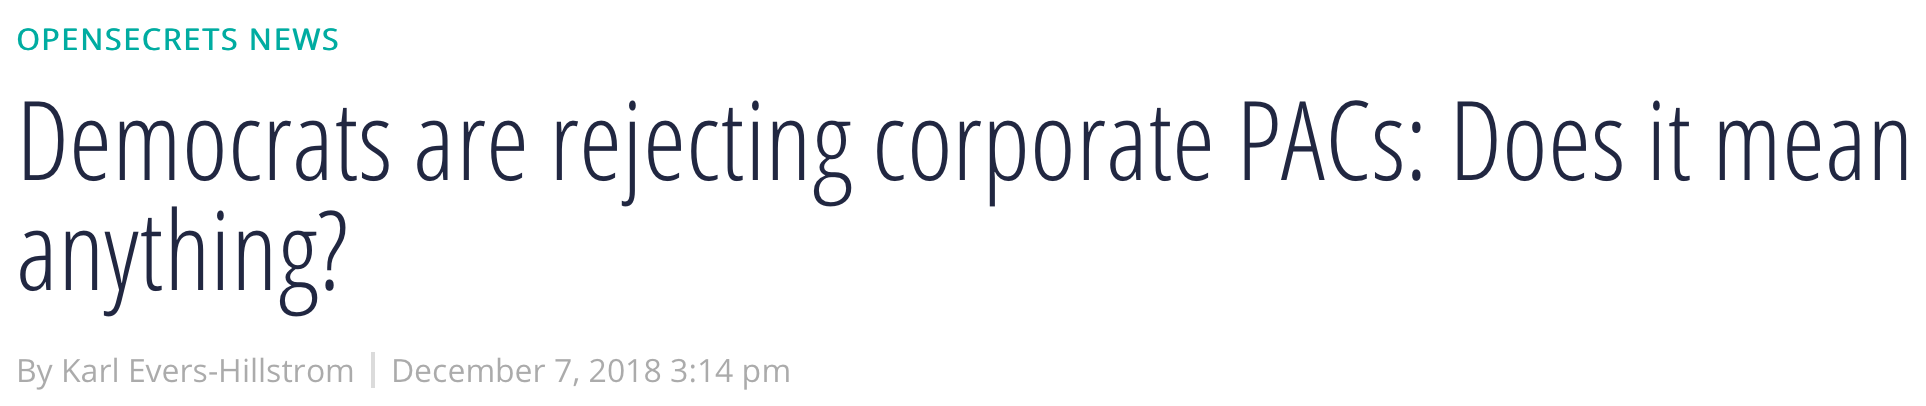 OPENSECRETS NEWS
Democrats are rejecting corporate PACs: Does it mean
anything?
By Karl Evers-Hillstrom | December 7, 2018 3:14 pm